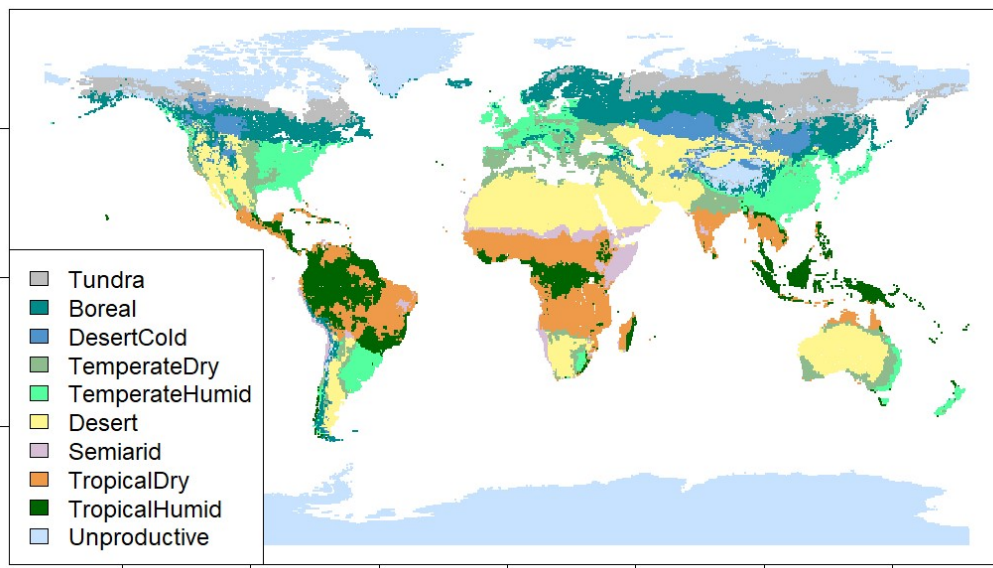 Tundra
Boreal
DesertCold
TemperateDry
TemperateHumid
Desert
Semiarid
TropicalDry
TropicalHumid
Unproductive